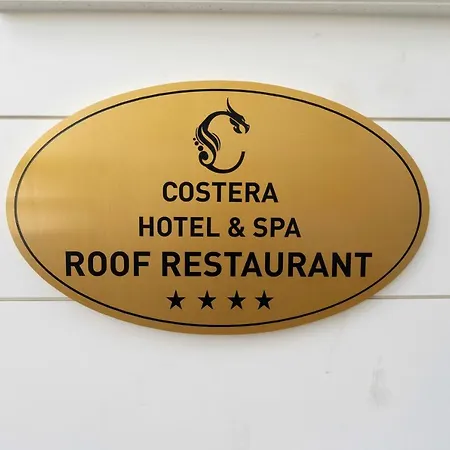 COSTERA
HOTEL & SPA
ROOF RESTAURANT
★★★★